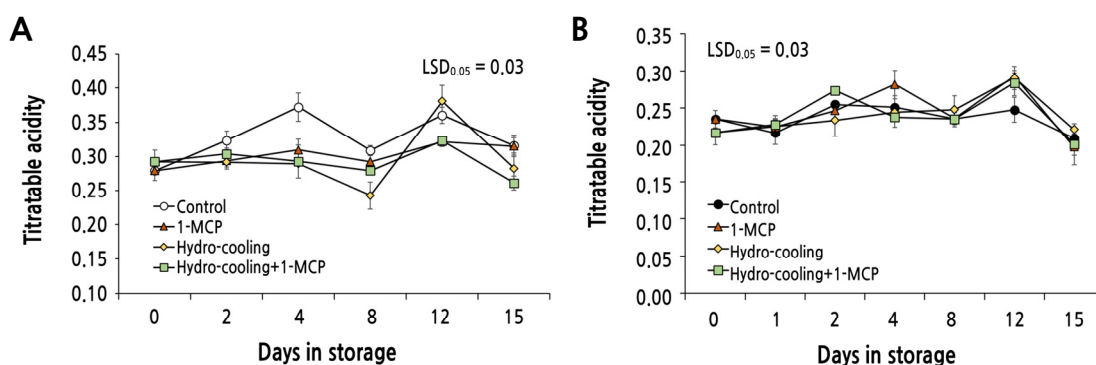 A
LSD0.05 = 0.03
Titratable acidity
0.45
0.40
0.35
0.30
0.25
0.20
0.15
0.10
Control
1-MCP
Hydro-cooling
Hydro-cooling+1-MCP
0 2 4 8 12 15
Days in storage
B
LSD0.05 = 0.03
Titratable acidity
0.35
0.30
0.25
0.20
0.15
0.10
0.05
0.00
Control
1-MCP
Hydro-cooling
Hydro-cooling+1-MCP
0 1 2 4 8 12 15
Days in storage